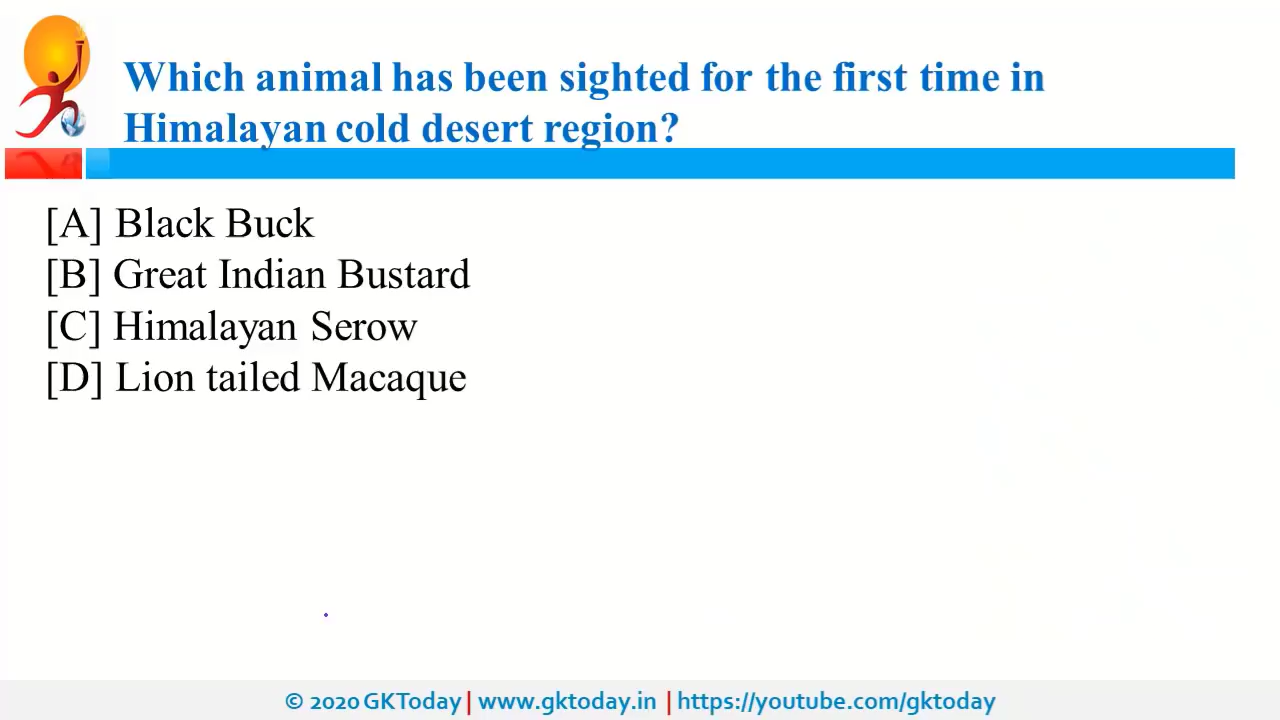 Which animal has been sighted for the first time in
Himalayan cold desert region?
[A] Black Buck
[B] Great Indian Bustard
[C] Himalayan Serow
[D] Lion tailed Macaque
© 2020 GKToday | www.gktoday.in | https://youtube.com/gktoday